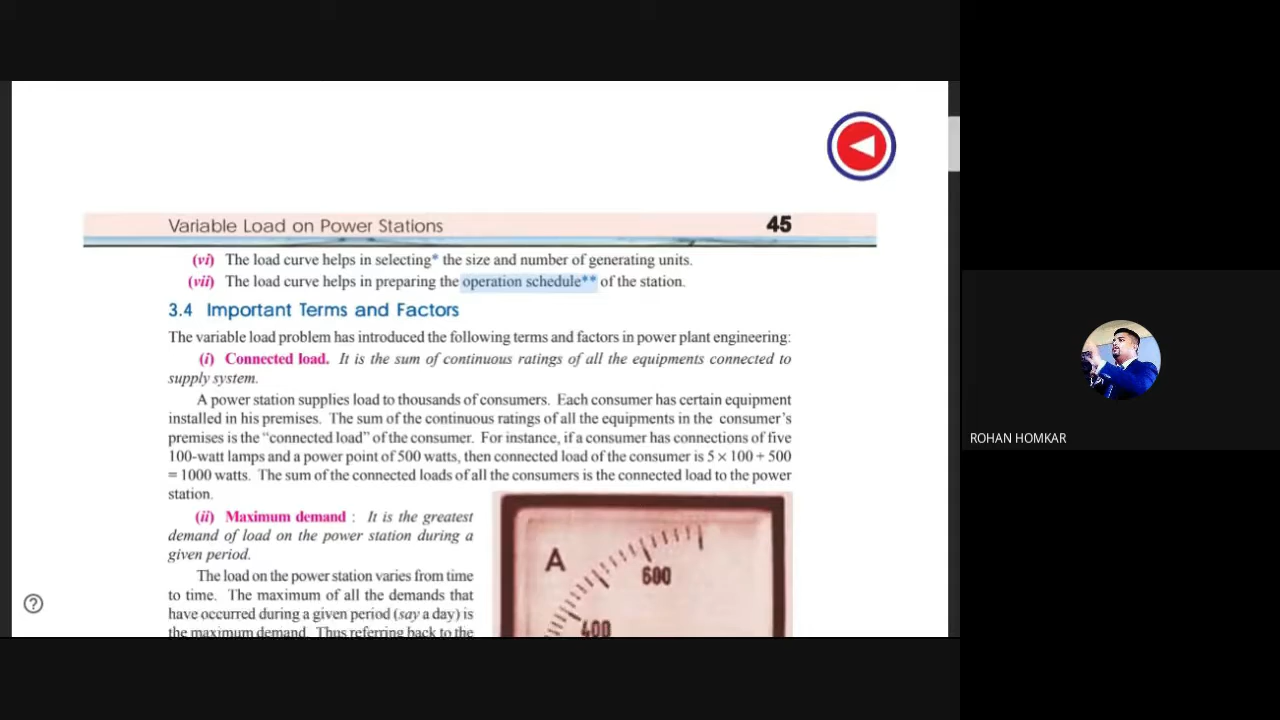 Variable Load on Power Stations 45
(vi) The load curve helps in selecting* the size and number of generating units.
(vii) The load curve helps in preparing the operation schedule** of the station.
3.4 Important Terms and Factors
The variable load problem has introduced the following terms and factors in power plant engineering:
(i) Connected load. It is the sum of continuous ratings of all the equipments connected to
supply system.
A power station supplies load to thousands of consumers. Each consumer has certain equipment
installed in his premises. The sum of the continuous ratings of all the equipments in the consumer's
premises is the “connected load” of the consumer. For instance, if a consumer has connections of five
100-watt lamps and a power point of 500 watts, then connected load of the consumer is 5 × 100 + 500
= 1000 watts. The sum of the connected loads of all the consumers is the connected load to the power
station.
(ii) Maximum demand : It is the greatest
demand of load on the power station during a
given period.
The load on the power station varies from time
to time. The maximum of all the demands that
have occurred during a given period (say a day) is
the maximum demand. Thus referring back to the
A
600
400
ROHAN HOMKAR